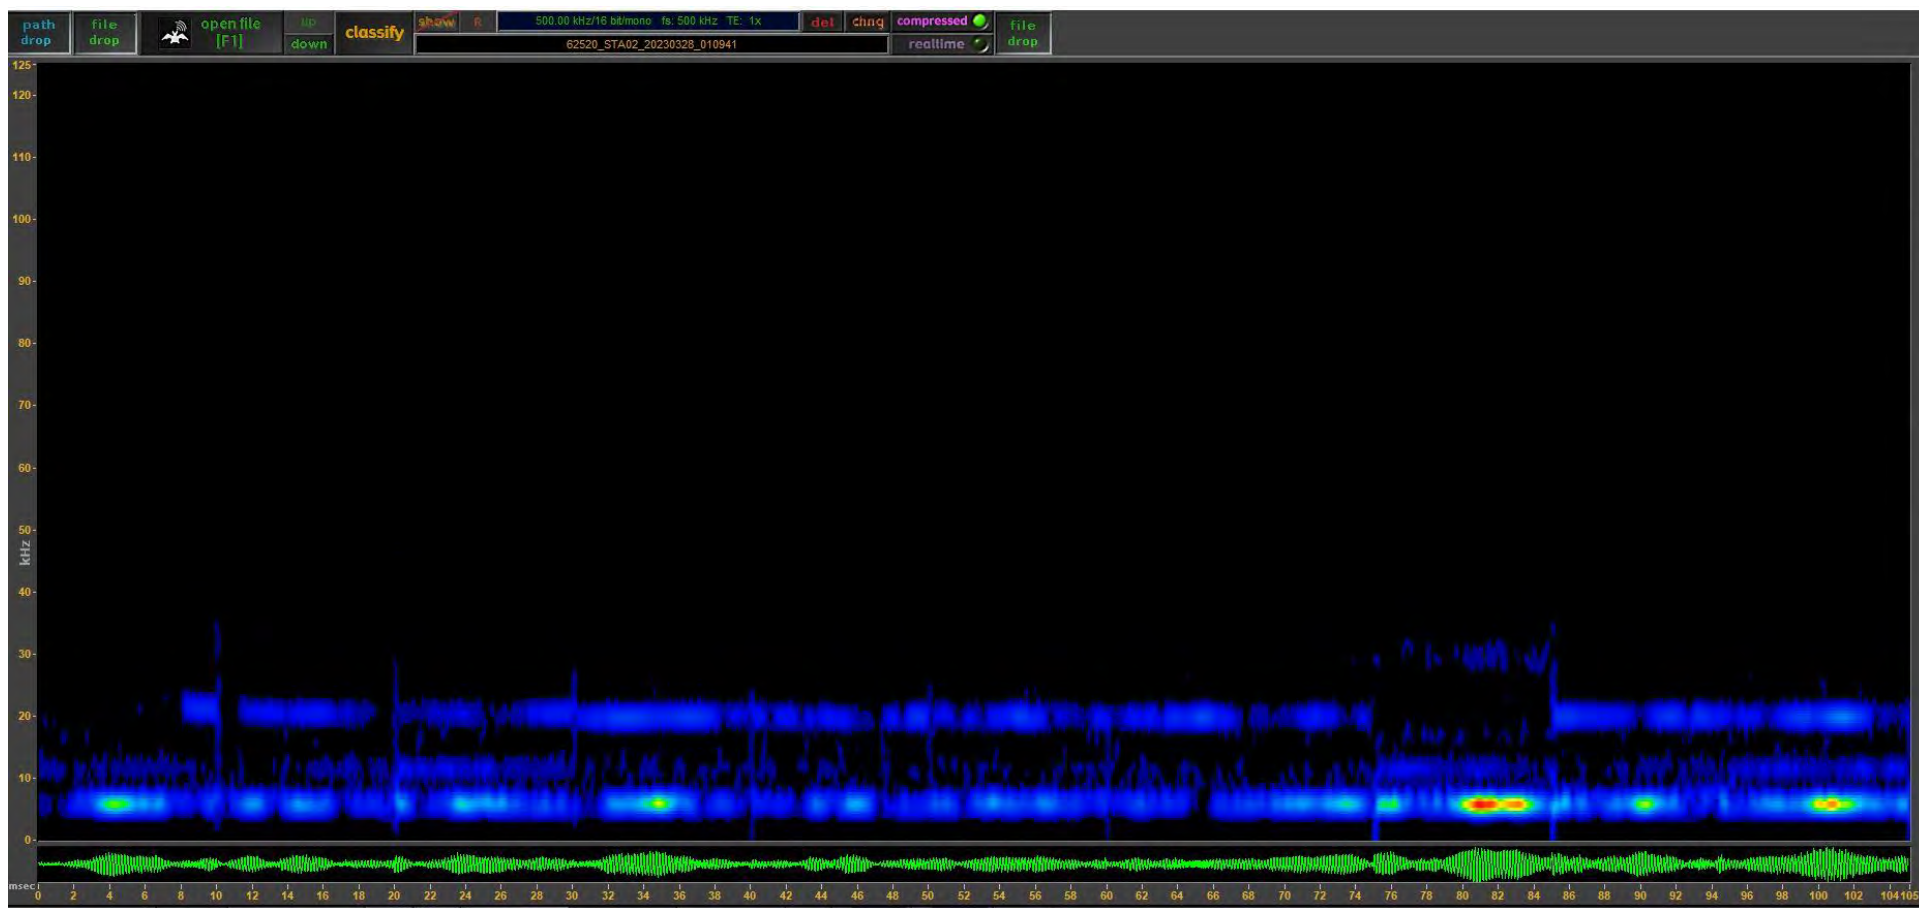 path drop
file drop
open file [F1]
up
down
classify
show R
500.00 kHz/16 bit/mono fs: 500 kHz TE: 1x
62520_STA02_20230328_010941
del chng
compressed
realtime
file drop
125
120
110
100
90
80
70
60
50
kHz
40
30
20
10
0
msec
0 2 4 6 8 10 12 14 16 18 20 22 24 26 28 30 32 34 36 38 40 42 44 46 48 50 52 54 56 58 60 62 64 66 68 70 72 74 76 78 80 82 84 86 88 90 92 94 96 98 100 102 104 105